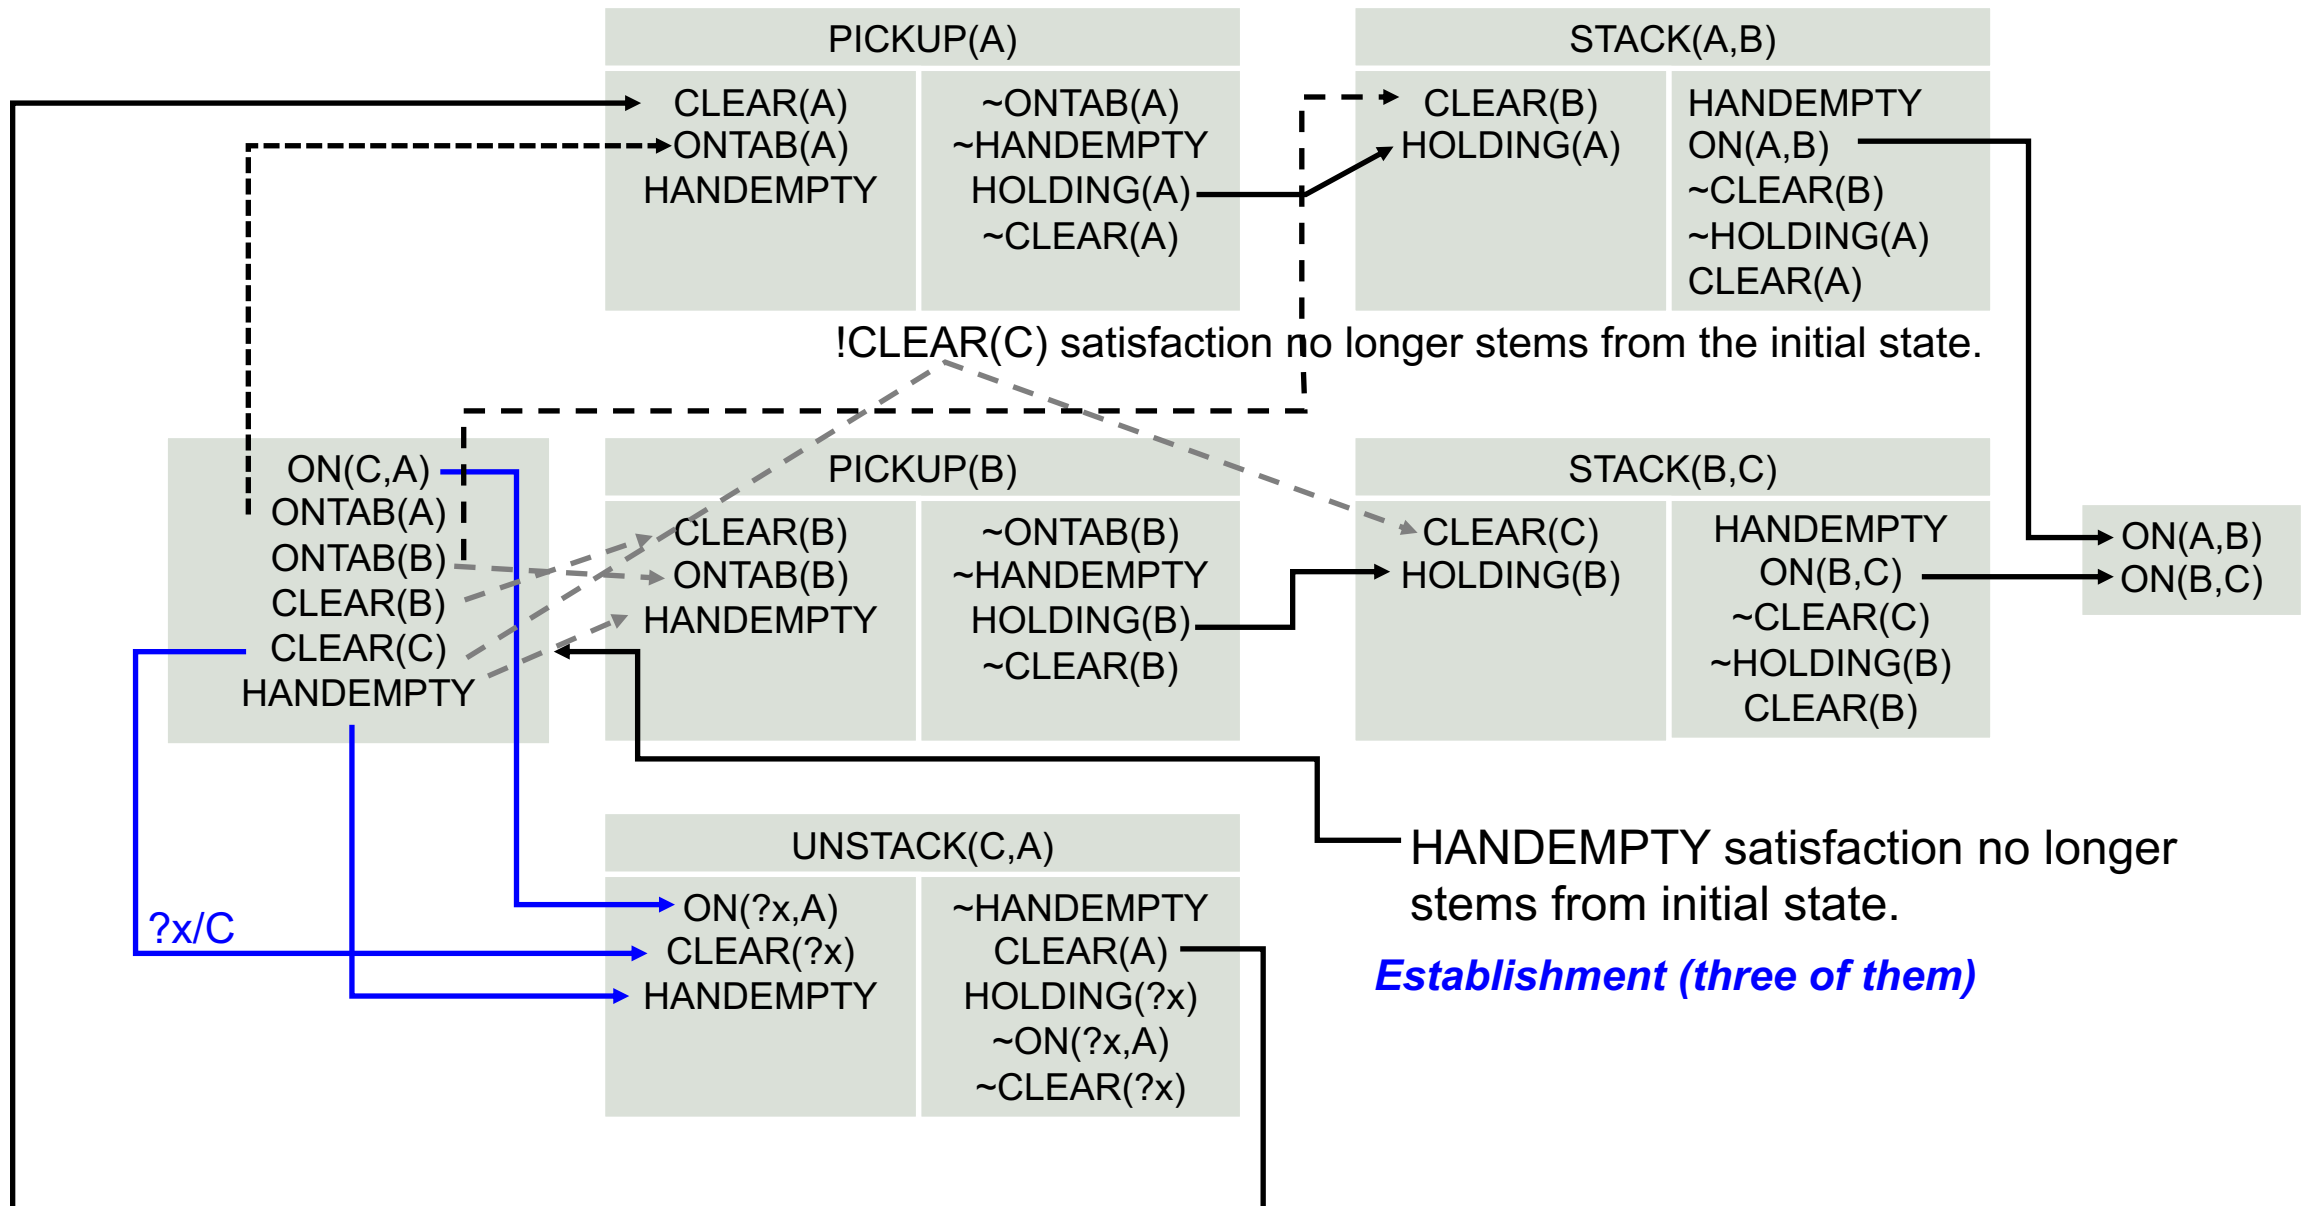 PICKUP(A)
CLEAR(A)
ONTAB(A)
HANDEMPTY
~ONTAB(A)
~HANDEMPTY
HOLDING(A)
~CLEAR(A)
STACK(A,B)
CLEAR(B)
HOLDING(A)
HANDEMPTY
ON(A,B)
~CLEAR(B)
~HOLDING(A)
CLEAR(A)
!CLEAR(C) satisfaction no longer stems from the initial state.
ON(C,A)
ONTAB(A)
ONTAB(B)
CLEAR(B)
CLEAR(C)
HANDEMPTY
PICKUP(B)
CLEAR(B)
ONTAB(B)
HANDEMPTY
~ONTAB(B)
~HANDEMPTY
HOLDING(B)
~CLEAR(B)
STACK(B,C)
CLEAR(C)
HOLDING(B)
HANDEMPTY
ON(B,C)
~CLEAR(C)
~HOLDING(B)
CLEAR(B)
ON(A,B)
ON(B,C)
?x/C
UNSTACK(C,A)
ON(?x,A)
CLEAR(?x)
HANDEMPTY
~HANDEMPTY
CLEAR(A)
HOLDING(?x)
~ON(?x,A)
~CLEAR(?x)
HANDEMPTY satisfaction no longer
stems from initial state.
Establishment (three of them)